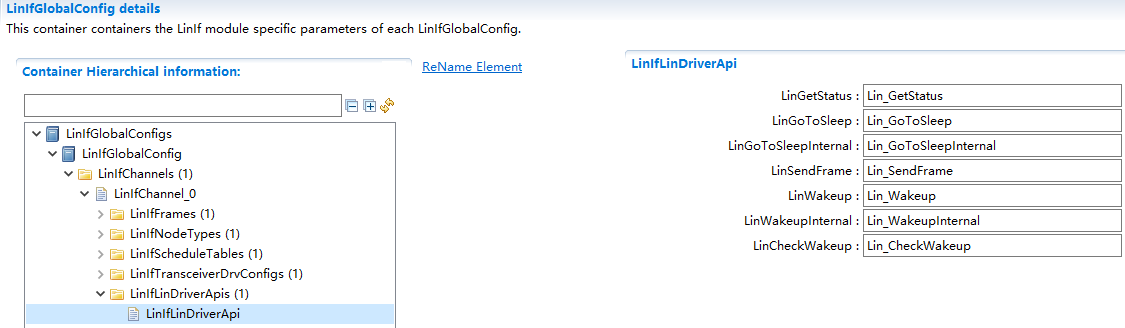 LinIfGlobalConfig details
This container containers the LinIf module specific parameters of each LinIfGlobalConfig.
Container Hierarchical information:
ReName Element
LinIfGlobalConfigs
LinIfGlobalConfig
LinIfChannels (1)
LinIfChannel_0
LinIfFrames (1)
LinIfNodeTypes (1)
LinIfScheduleTables (1)
LinIfTransceiverDrvConfigs (1)
LinIfLinDriverApis (1)
LinIfLinDriverApi
LinIfLinDriverApi
LinGetStatus : Lin_GetStatus
LinGoToSleep : Lin_GoToSleep
LinGoToSleepInternal : Lin_GoToSleepInternal
LinSendFrame : Lin_SendFrame
LinWakeup : Lin_Wakeup
LinWakeupInternal : Lin_WakeupInternal
LinCheckWakeup : Lin_CheckWakeup